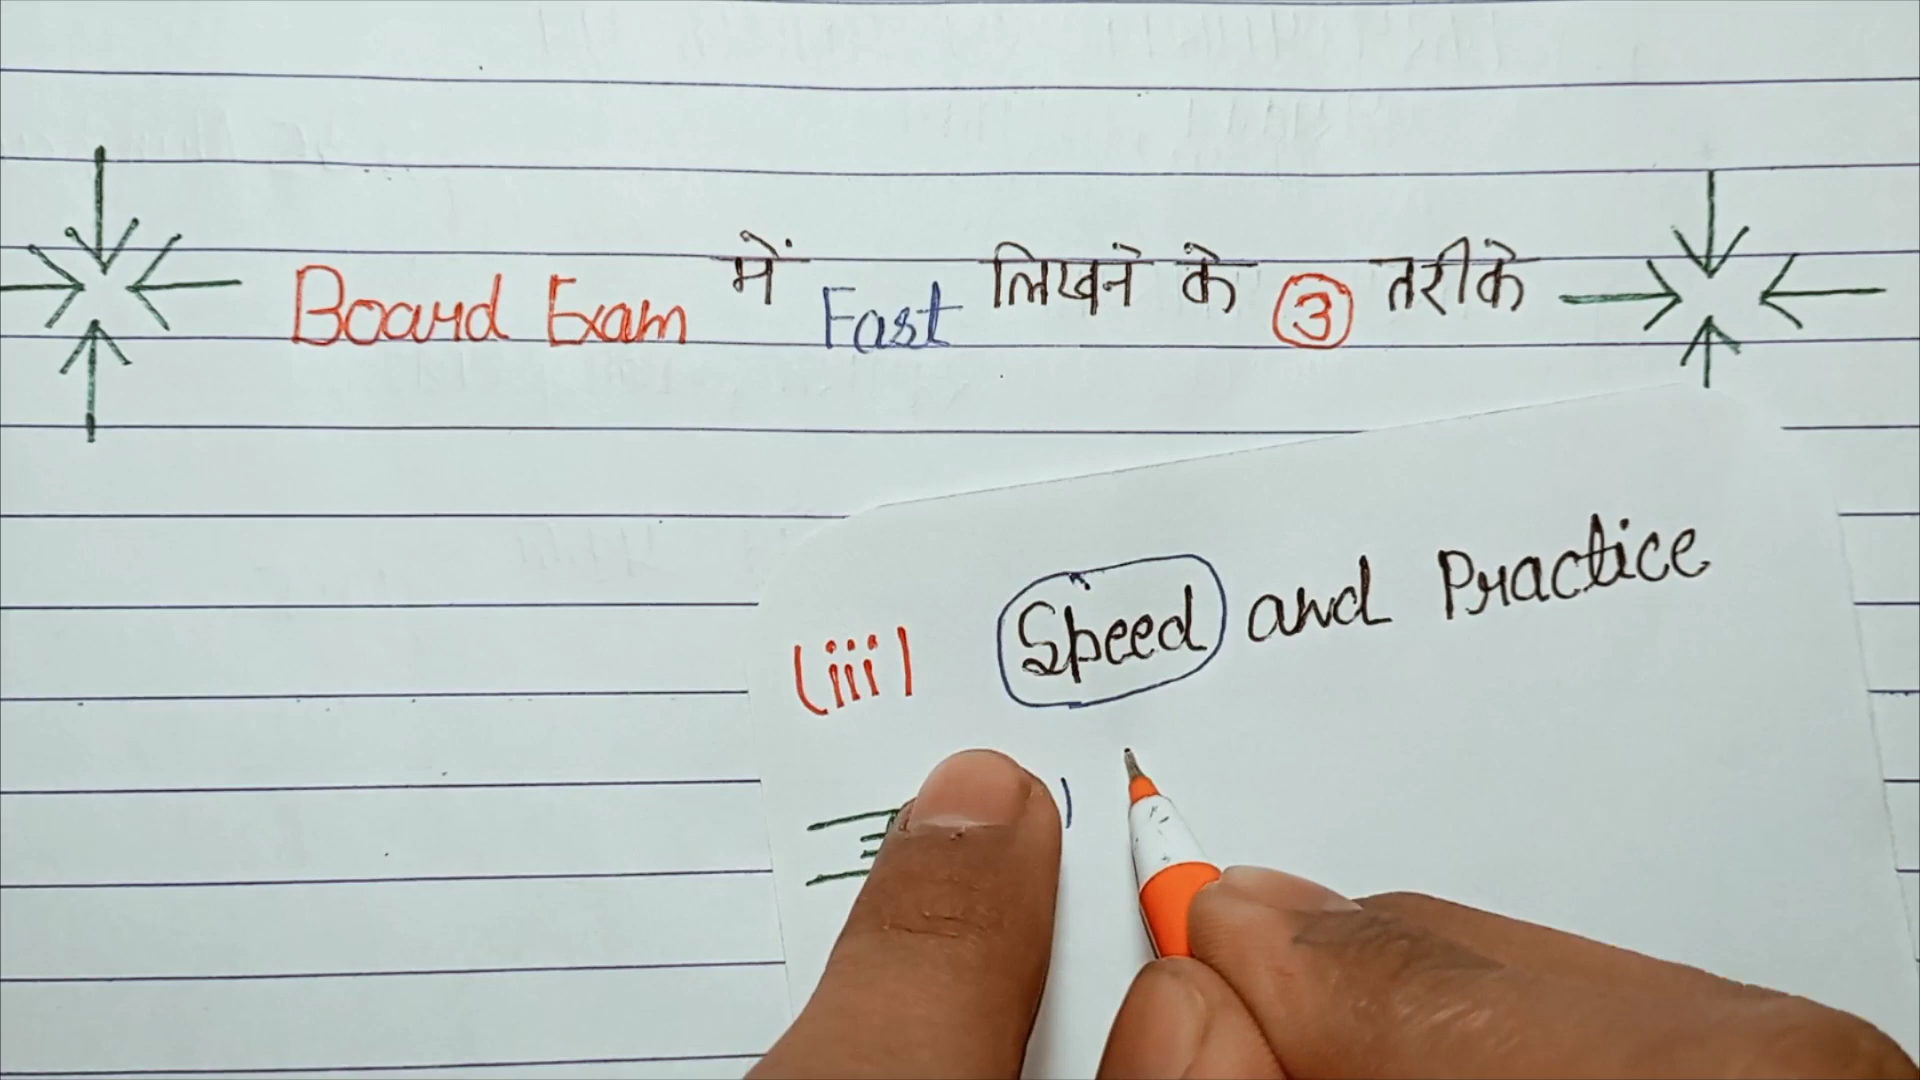 Board Exam में Fast लिखने के 3 तरीके
(iii) Speed and Practice